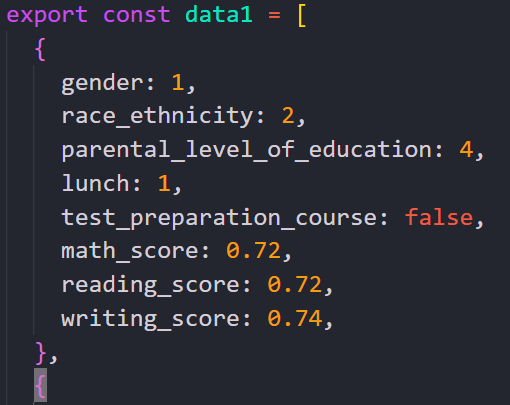 export const data1 = [
{
gender: 1,
race_ethnicity: 2,
parental_level_of_education: 4,
lunch: 1,
test_preparation_course: false,
math_score: 0.72,
reading_score: 0.72,
writing_score: 0.74,
},
{